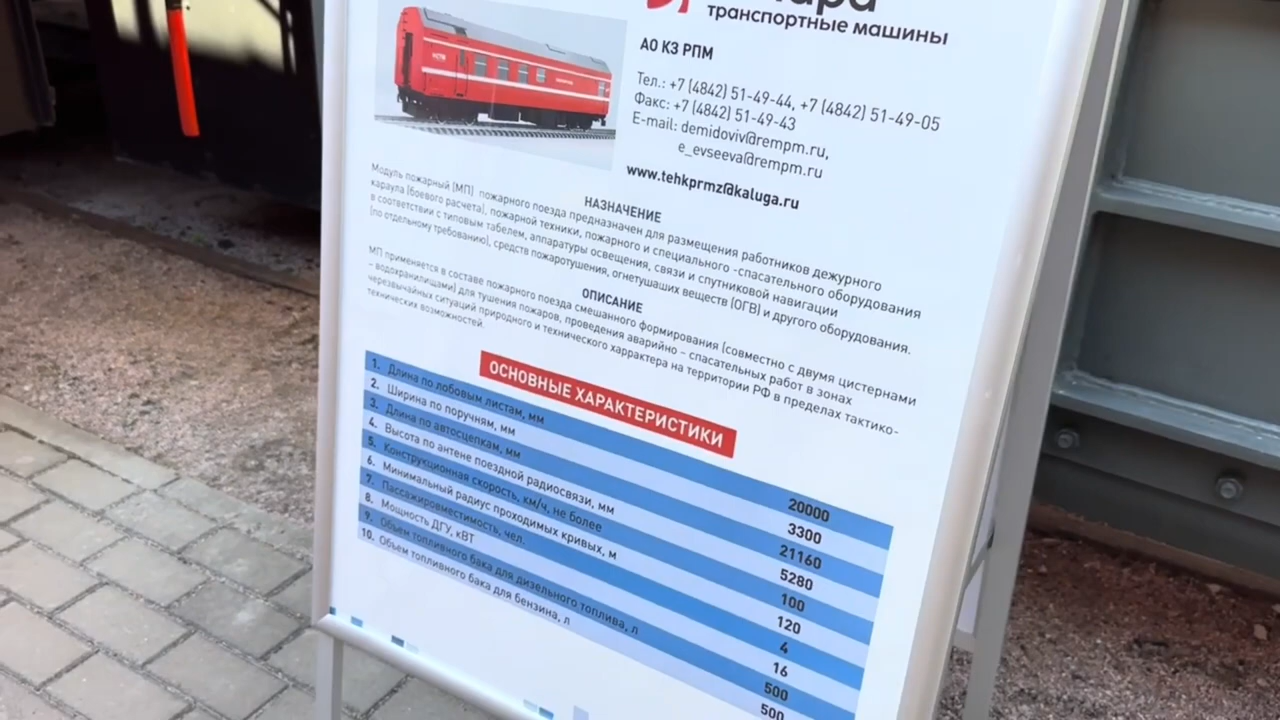 транспортные машины
АО КЗ РПМ
Тел.: +7 (4842) 51-49-44, +7 (4842) 51-49-05
Факс: +7 (4842) 51-49-43
E-mail: demidoviv@rempm.ru,
e_evseeva@rempm.ru
www.tehkprmz@kaluga.ru
НАЗНАЧЕНИЕ
Модуль пожарный (МП) пожарного поезда предназначен для размещения работников дежурного
караула (боевого расчета), пожарной техники, пожарного и специального -спасательного оборудования
в соответствии с типовым табелем, аппаратуры освещения, связи и спутниковой навигации
(по отдельному требованию), средств пожаротушения, огнетушаших веществ (ОГВ) и другого оборудования.
ОПИСАНИЕ
МП применяется в составе пожарного поезда смешанного формирования (совместно с двумя цистернами
– водохранилищами) для тушения пожаров, проведения аварийно – спасательных работ в зонах
черезвычайных ситуаций природного и технического харрактера на территории РФ в пределах тактико-
технических возможностей.
ОСНОВНЫЕ ХАРАКТЕРИСТИКИ
1. Длина по лобовым листам, мм 20000
2. Ширина по поручням, мм 3300
3. Длина по автосцепкам, мм 21160
4. Высота по антене поездной радиосвязи, мм 5280
5. Конструкционная скорость, км/ч, не более 100
6. Минимальный радиус проходимых кривых, м 120
7. Пассажировместимость, чел. 4
8. Мощность ДГУ, кВТ 16
9. Объем топливного бака для дизельного топлива, л 500
10. Объем топливного бака для бензина, л 500